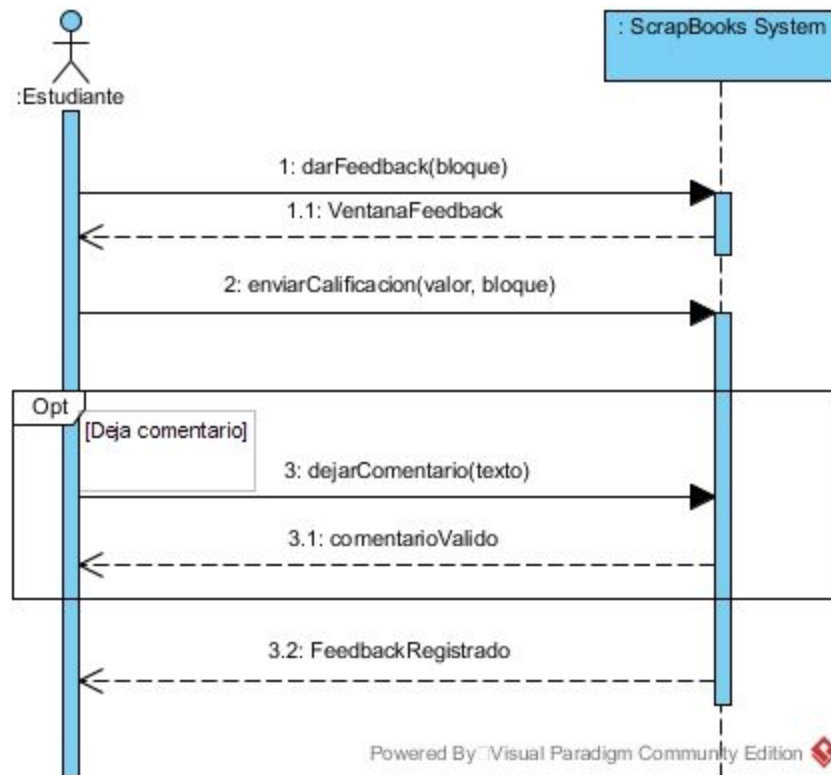 : ScrapBooks System
:Estudiante
1: darFeedback(bloque)
1.1: VentanaFeedback
2: enviarCalificacion(valor, bloque)
Opt
[Deja comentario]
3: dejarComentario(texto)
3.1: comentarioValido
3.2: FeedbackRegistrado
Powered By Visual Paradigm Community Edition